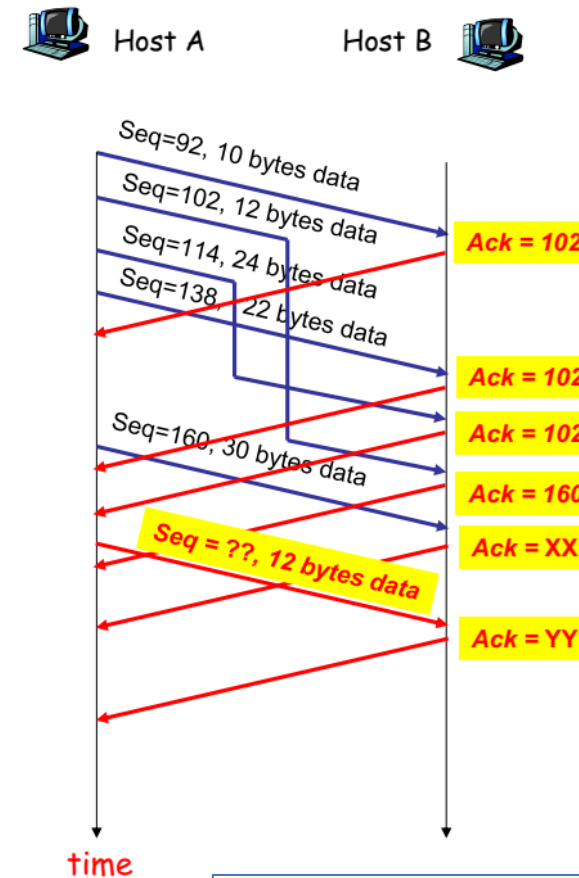 Host A
Host B
Seq=92, 10 bytes data
Seq=102, 12 bytes data
Ack = 102
Seq=114, 24 bytes data
Seq=138, 22 bytes data
Ack = 102
Ack = 102
Seq=160, 30 bytes data
Ack = 160
Seq = ??, 12 bytes data
Ack = XX
Ack = YY
time